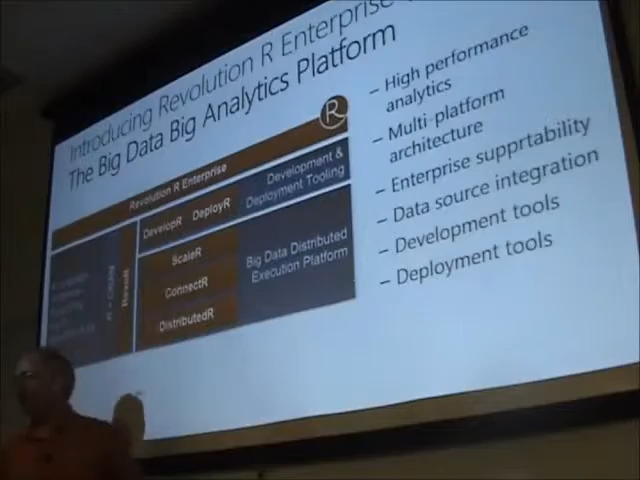 Introducing Revolution R Enterprise
The Big Data Big Analytics Platform
R
Revolution R Enterprise
DevelopR DeployR
Development &
Deployment Tooling
ScaleR
ConnectR
DistributedR
Big Data Distributed
Execution Platform
– High performance
analytics
– Multi-platform
architecture
– Enterprise supprtability
– Data source integration
– Development tools
– Deployment tools